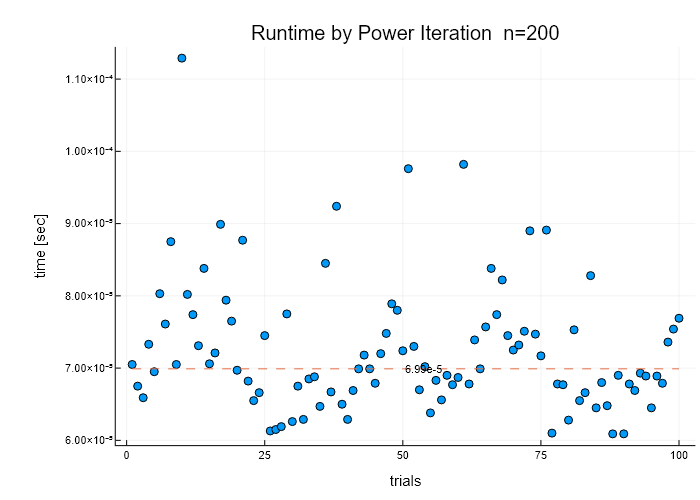 Runtime by Power Iteration n=200
1.10×10⁻⁴
1.00×10⁻⁴
9.00×10⁻⁵
8.00×10⁻⁵
7.00×10⁻⁵
6.00×10⁻⁵
time [sec]
6.99e-5
0 25 50 75 100
trials